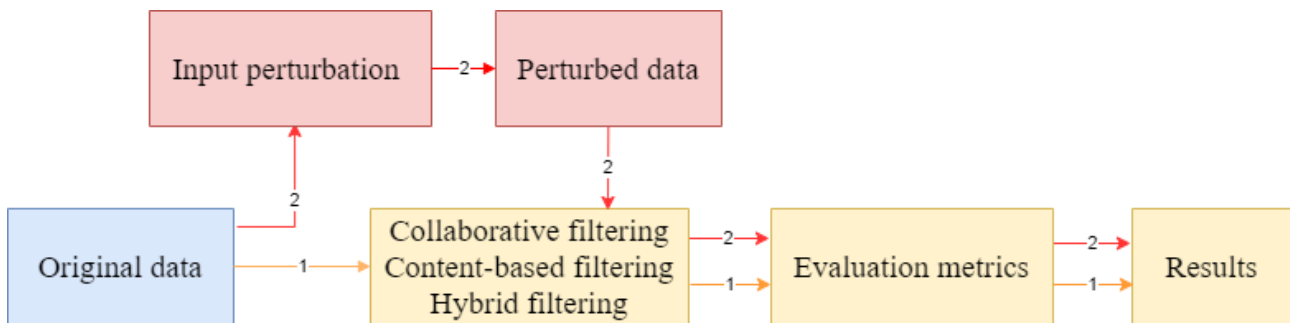 Input perturbation
2
Perturbed data
2
2
Original data
1
Collaborative filtering
Content-based filtering
Hybrid filtering
2
1
Evaluation metrics
2
1
Results